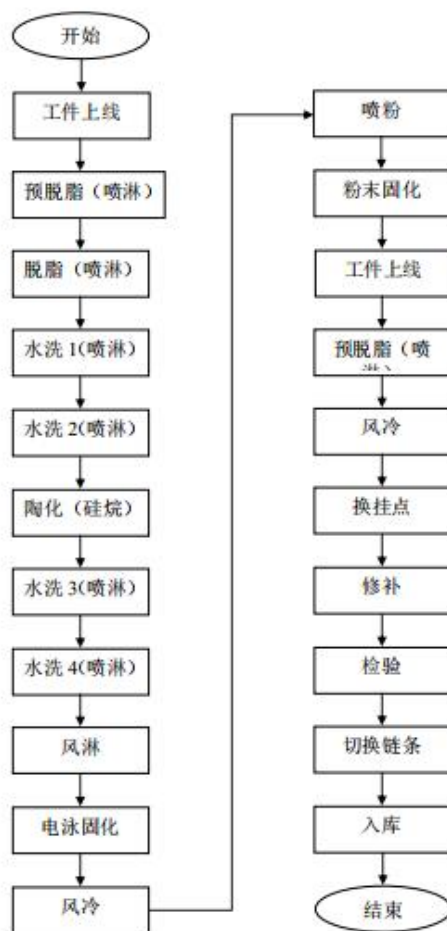 开始
工件上线
预脱脂（喷淋）
脱脂（喷淋）
水洗 1(喷淋）
水洗 2(喷淋）
陶化（硅烷）
水洗 3(喷淋）
水洗 4(喷淋）
风淋
电泳固化
风冷
喷粉
粉末固化
工件上线
预脱脂（喷
淋）
风冷
换挂点
修补
检验
切换链条
入库
结束